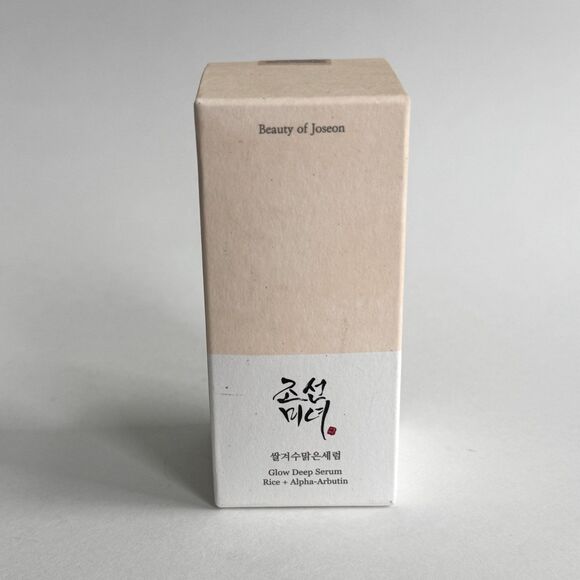 Beauty of Joseon
조선
미녀
쌀겨수맑은세럼
Glow Deep Serum
Rice + Alpha-Arbutin